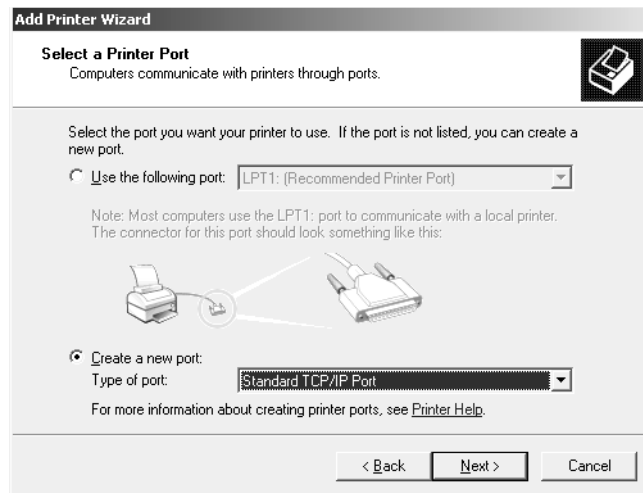 Add Printer Wizard
Select a Printer Port
Computers communicate with printers through ports.
Select the port you want your printer to use. If the port is not listed, you can create a
new port.
Use the following port: LPT1: (Recommended Printer Port)
Note: Most computers use the LPT1: port to communicate with a local printer.
The connector for this port should look something like this:
Create a new port:
Type of port: Standard TCP/IP Port
For more information about creating printer ports, see Printer Help.
< Back Next > Cancel